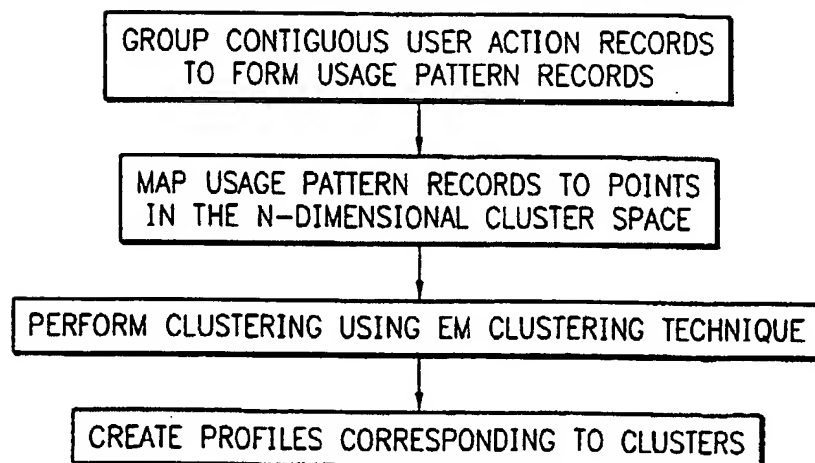 GROUP CONTIGUOUS USER ACTION RECORDS
TO FORM USAGE PATTERN RECORDS
MAP USAGE PATTERN RECORDS TO POINTS
IN THE N-DIMENSIONAL CLUSTER SPACE
PERFORM CLUSTERING USING EM CLUSTERING TECHNIQUE
CREATE PROFILES CORRESPONDING TO CLUSTERS